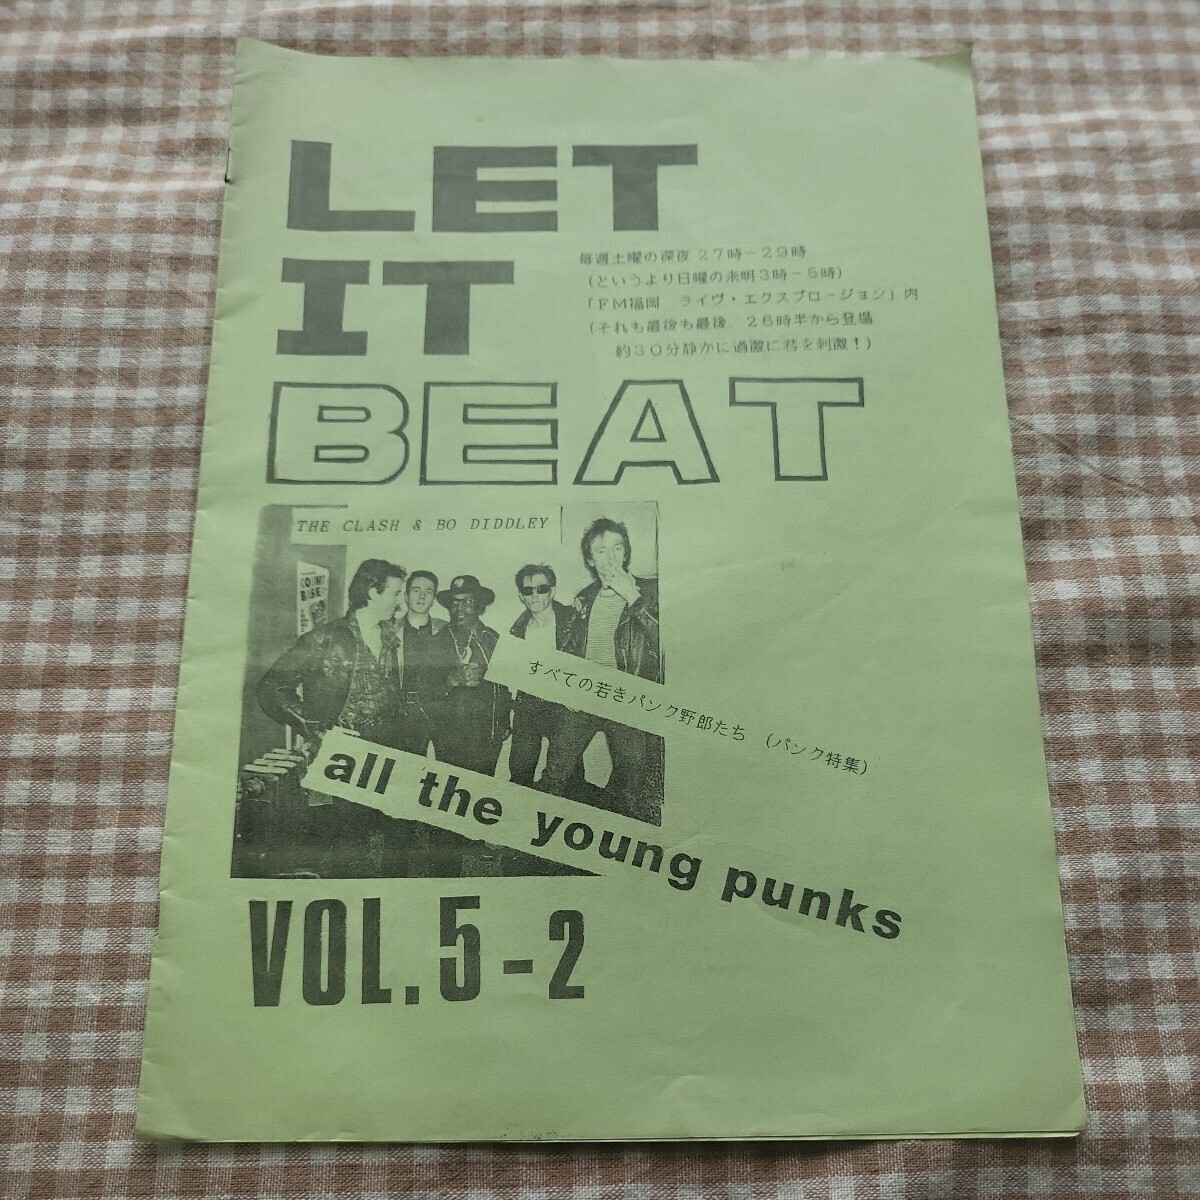 LET
IT
BEAT
毎週土曜の深夜 27時－29時
(というより日曜の未明3時－5時)
「FM福岡 ライヴ・エクスプロージョン」内
(それも最後も最後、26時半から登場
約30分静かに過激に君を刺激！)
THE CLASH & BO DIDDLEY
COUNT
BASIE
すべての若きパンク野郎たち (パンク特集)
all the young punks
VOL.5-2